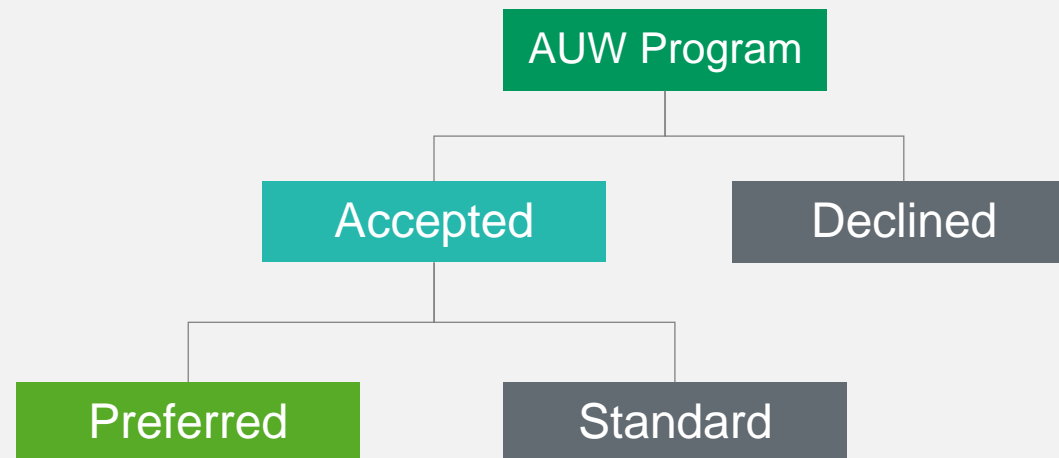 AUW Program
Accepted
Declined
Preferred
Standard